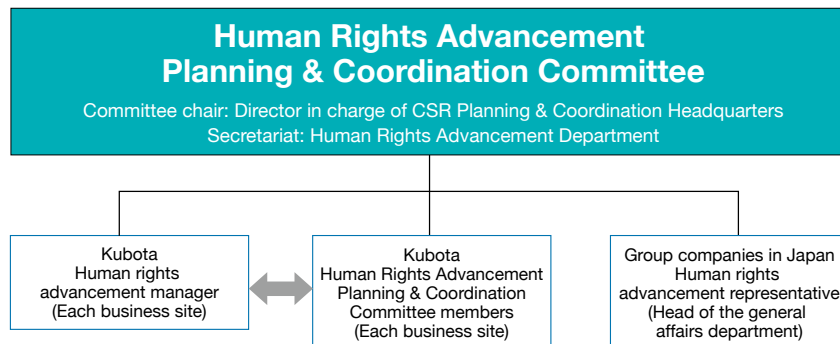 Human Rights Advancement
Planning & Coordination Committee
Committee chair: Director in charge of CSR Planning & Coordination Headquarters
Secretariat: Human Rights Advancement Department
Kubota
Human rights
advancement manager
(Each business site)
Kubota
Human Rights Advancement
Planning & Coordination
Committee members
(Each business site)
Group companies in Japan
Human rights
advancement representative
(Head of the general
affairs department)